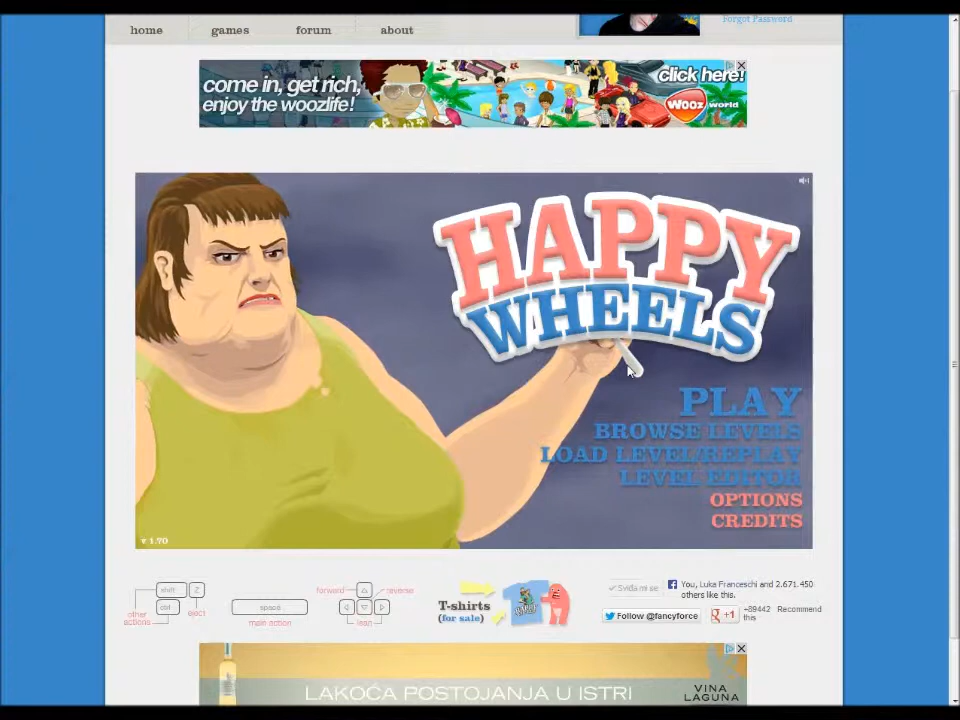 Forgot Password
home games forum about
come in, get rich,
enjoy the woozlife!
click here!
WOOZ world
HAPPY
WHEELS
PLAY
BROWSE LEVELS
LOAD LEVEL/REPLAY
LEVEL EDITOR
OPTIONS
CREDITS
v 1.70
shift Z
ctrl
other
actions
eject
space
main action
forward
reverse
lean
T-shirts
(for sale)
Sviđa mi se
You, Luka Franceschi and 2.671.450
others like this.
Follow @fancyforce
+1
+89442 Recommend
this
LAKOĆA POSTOJANJA U ISTRI
VINA
LAGUNA